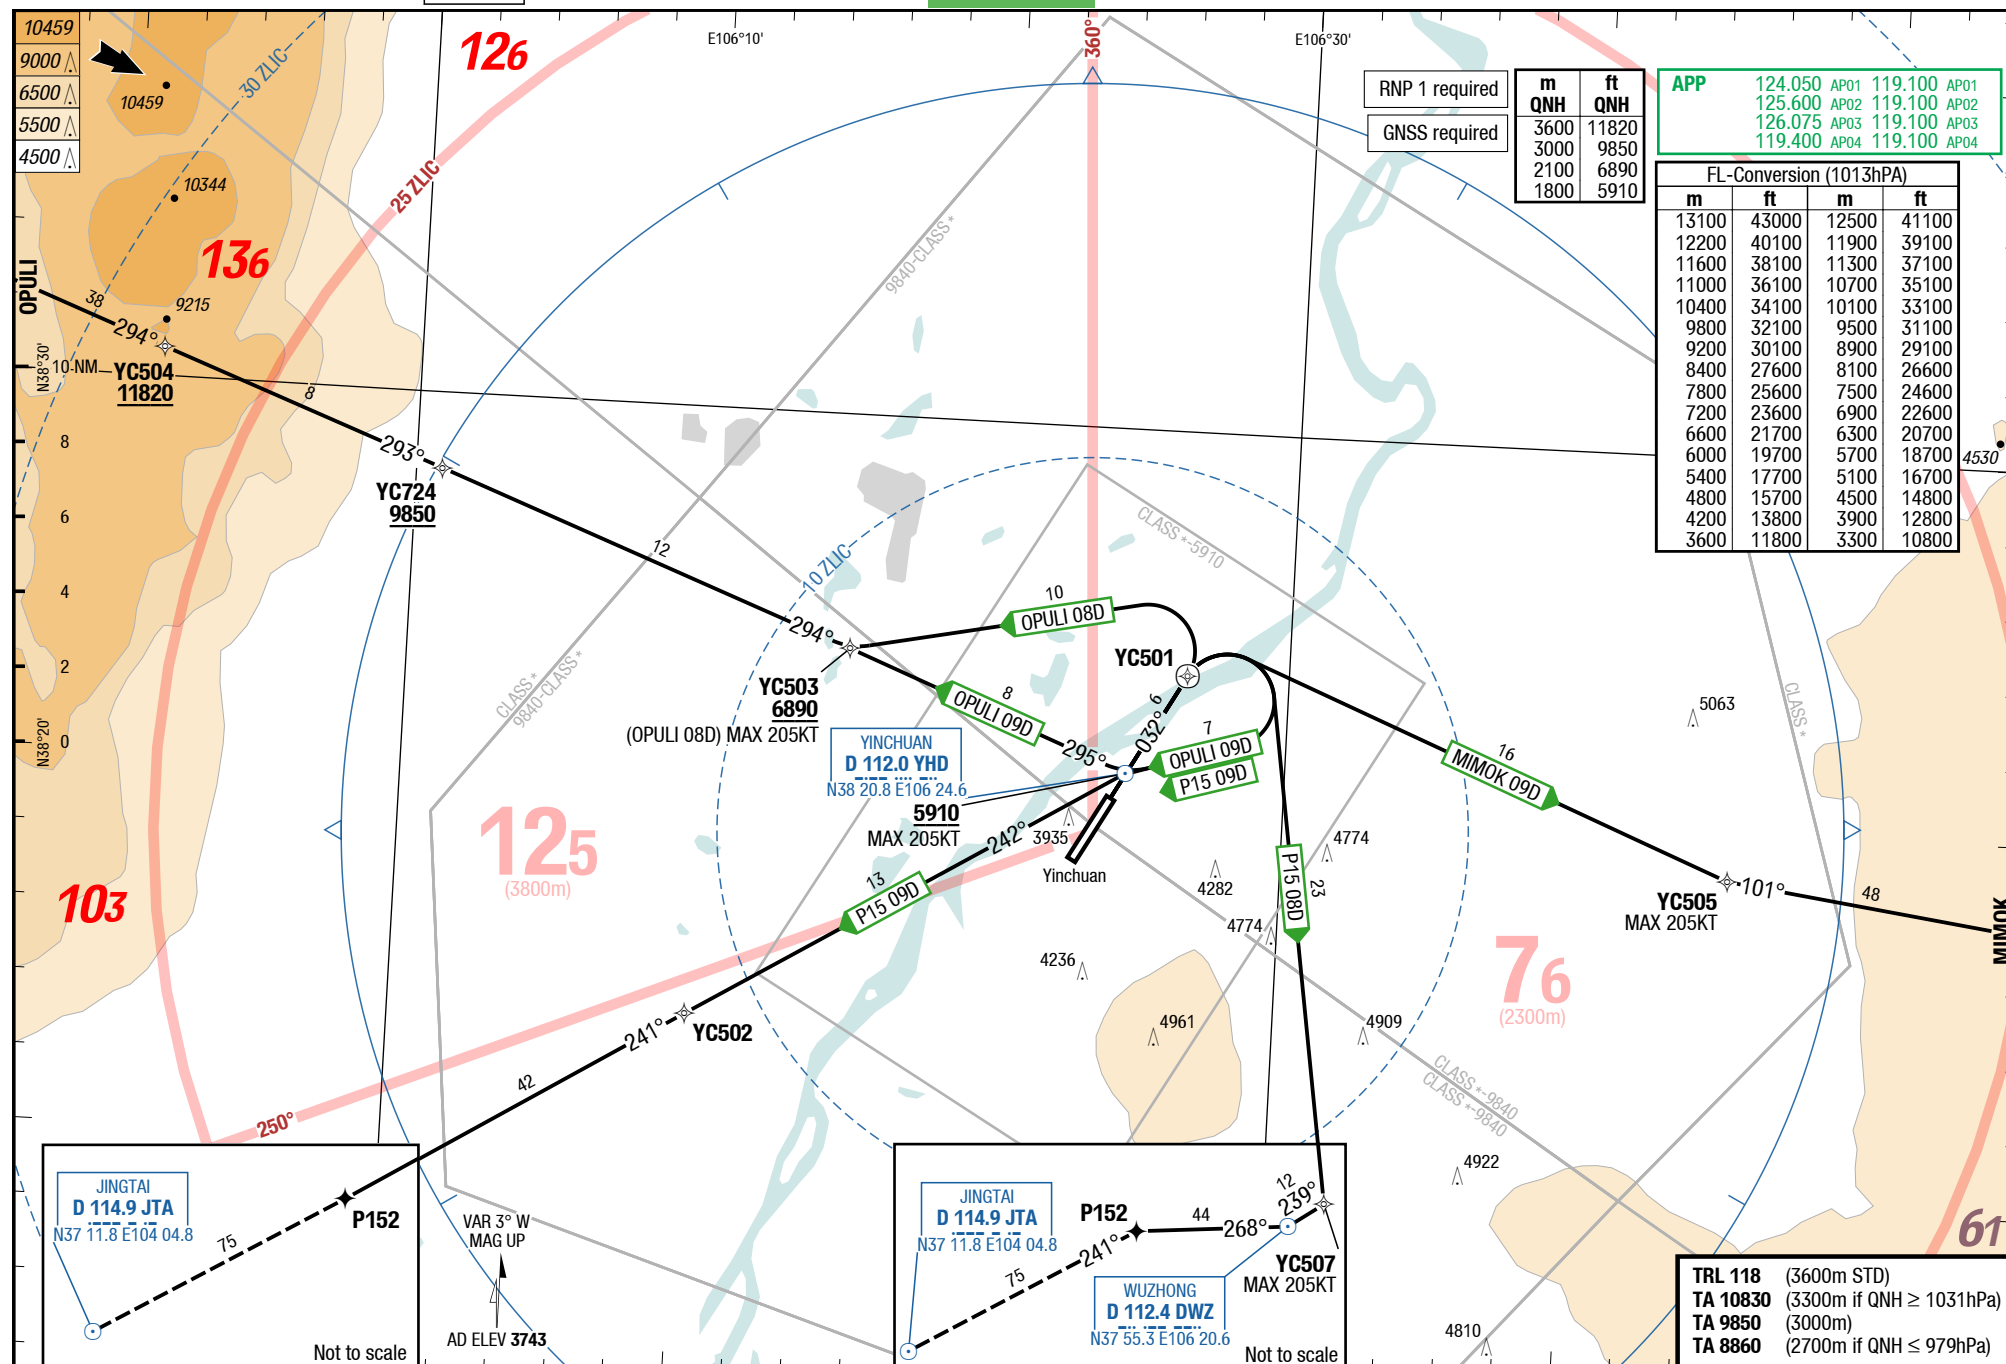 10459
9000
6500
5500
4500
10459
30 ZLIC
126
E106°10'
360°
E106°30'
RNP 1 required
GNSS required
m ft
QNH QNH
3600 11820
3000 9850
2100 6890
1800 5910
APP 124.050 AP01 119.100 AP01
125.600 AP02 119.100 AP02
126.075 AP03 119.100 AP03
119.400 AP04 119.100 AP04
FL-Conversion (1013hPA)
m ft m ft
13100 43000 12500 41100
12200 40100 11900 39100
11600 38100 11300 37100
11000 36100 10700 35100
10400 34100 10100 33100
9800 32100 9500 31100
9200 30100 8900 29100
8400 27600 8100 26600
7800 25600 7500 24600
7200 23600 6900 22600
6600 21700 6300 20700
6000 19700 5700 18700
5400 17700 5100 16700
4800 15700 4500 14800
4200 13800 3900 12800
3600 11800 3300 10800
10344
25 ZLIC
136
9840-CLASS*
OPULI
38
294°
9215
N38°30'
10-NM
YC504
11820
8
293°
8
YC724
9850
6
4
2
0
N38°20'
12
10 ZLIC
CLASS *-5910
4530
294°
10
OPULI 08D
YC501
YC503
6890
(OPULI 08D) MAX 205KT
8
OPULI 09D
295°
6
032°
7
OPULI 09D
P15 09D
CLASS*
9840-CLASS*
YINCHUAN
D 112.0 YHD
N38 20.8 E106 24.6
5910
MAX 205KT
242°
3935
Yinchuan
16
MIMOK 09D
5063
CLASS*
125
(3800m)
103
13
P15 09D
4774
4282
P15 08D
23
4774
4236
YC505
MAX 205KT
101°
48
MIMOK
76
(2300m)
241°
YC502
42
4961
4909
CLASS *-9840
CLASS *-9840
250°
4922
JINGTAI
D 114.9 JTA
N37 11.8 E104 04.8
75
P152
Not to scale
VAR 3° W
MAG UP
AD ELEV 3743
JINGTAI
D 114.9 JTA
N37 11.8 E104 04.8
P152
44
268°
12
239°
241°
75
YC507
MAX 205KT
WUZHONG
D 112.4 DWZ
N37 55.3 E106 20.6
Not to scale
4810
61
TRL 118 (3600m STD)
TA 10830 (3300m if QNH ≥ 1031hPa)
TA 9850 (3000m)
TA 8860 (2700m if QNH ≤ 979hPa)